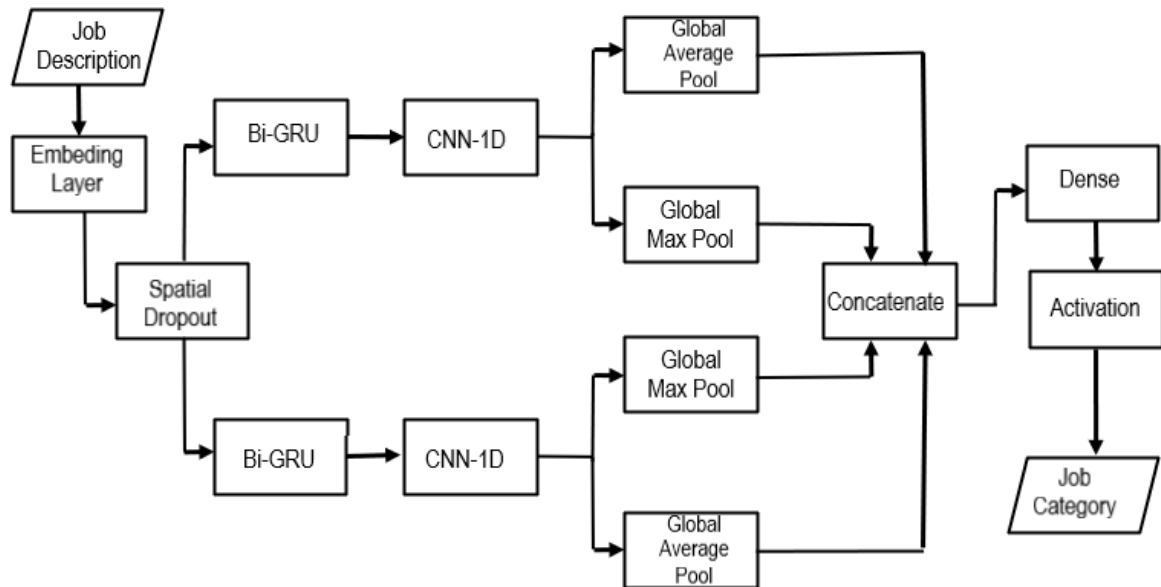 Job
Description
Embeding
Layer
Spatial
Dropout
Bi-GRU
CNN-1D
Global
Average
Pool
Global
Max Pool
Bi-GRU
CNN-1D
Global
Max Pool
Global
Average
Pool
Concatenate
Dense
Activation
Job
Category